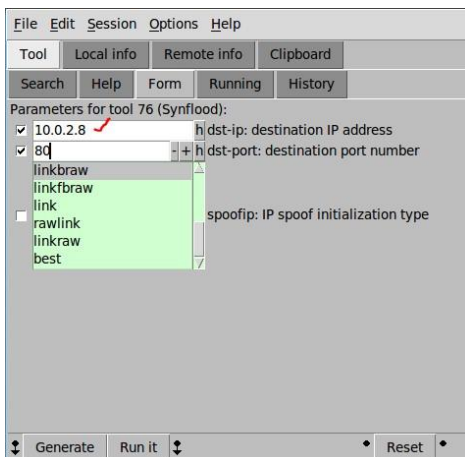 File Edit Session Options Help
Tool Local info Remote info Clipboard
Search Help Form Running History
Parameters for tool 76 (Synflood):
10.0.2.8 h dst-ip: destination IP address
80 - + h dst-port: destination port number
linkbraw
linkfbraw
link
rawlink
linkraw
best
spoofip: IP spoof initialization type
Generate Run it Reset